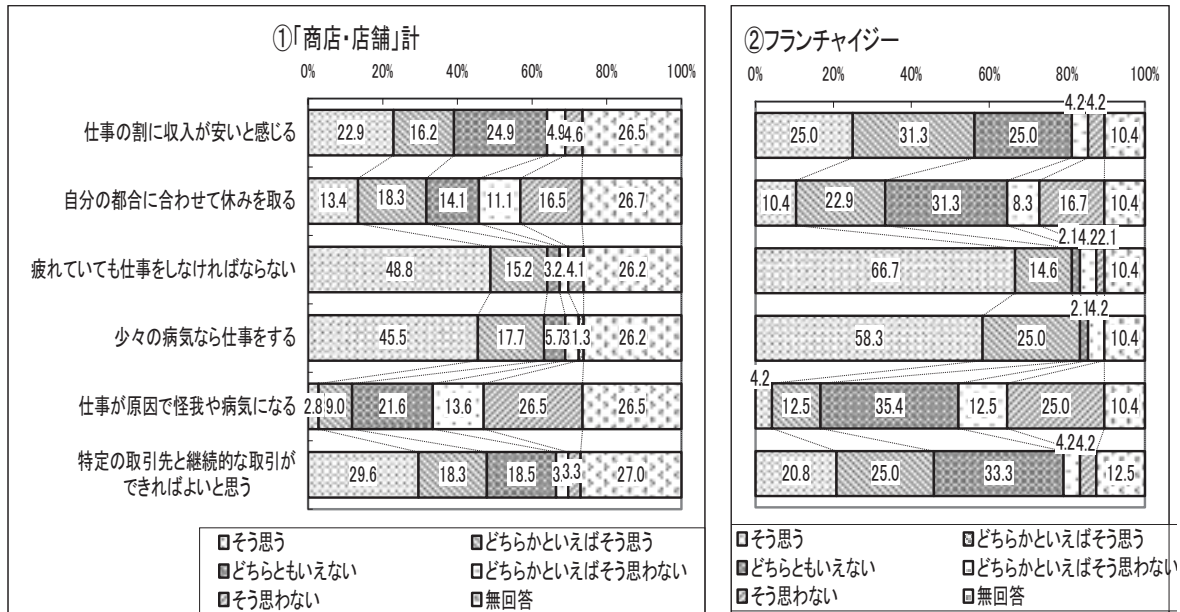 ①「商店・店舗」計
0% 20% 40% 60% 80% 100%
仕事の割に収入が安いと感じる
22.9 16.2 24.9 4.9 4.6 26.5
自分の都合に合わせて休みを取る
13.4 18.3 14.1 11.1 16.5 26.7
疲れていても仕事をしなければならない
48.8 15.2 3.2 4.1 26.2
少々の病気なら仕事をする
45.5 17.7 5.7 1.3 26.2
仕事が原因で怪我や病気になる
2.8 9.0 21.6 13.6 26.5 26.5
特定の取引先と継続的な取引が
できればよいと思う
29.6 18.3 18.5 3.3 27.0
そう思う どちらかといえばそう思う
どちらともいえない どちらかといえばそう思わない
そう思わない 無回答
②フランチャイジー
0% 20% 40% 60% 80% 100%
4.2 4.2
25.0 31.3 25.0 10.4
10.4 22.9 31.3 8.3 16.7 10.4
2.1 4.2 2.1
66.7 14.6 10.4
2.1 4.2
58.3 25.0 10.4
4.2
12.5 35.4 12.5 25.0 10.4
4.2 4.2
20.8 25.0 33.3 12.5
そう思う どちらかといえばそう思う
どちらともいえない どちらかといえばそう思わない
そう思わない 無回答